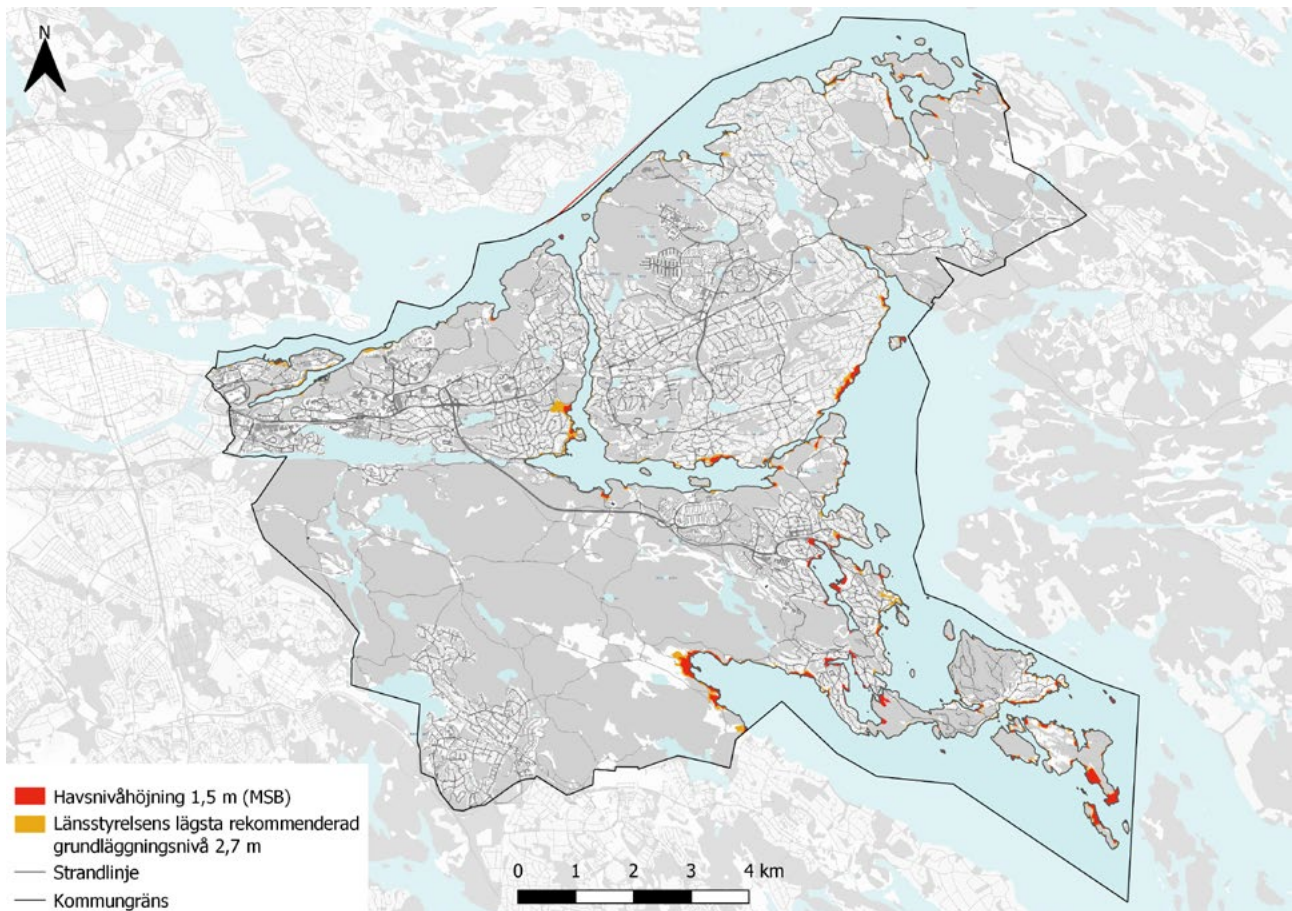 N
Havsnivåhöjning 1,5 m (MSB)
Länsstyrelsens lägsta rekommenderad
grundläggningsnivå 2,7 m
Strandlinje
Kommungräns
0 1 2 3 4 km